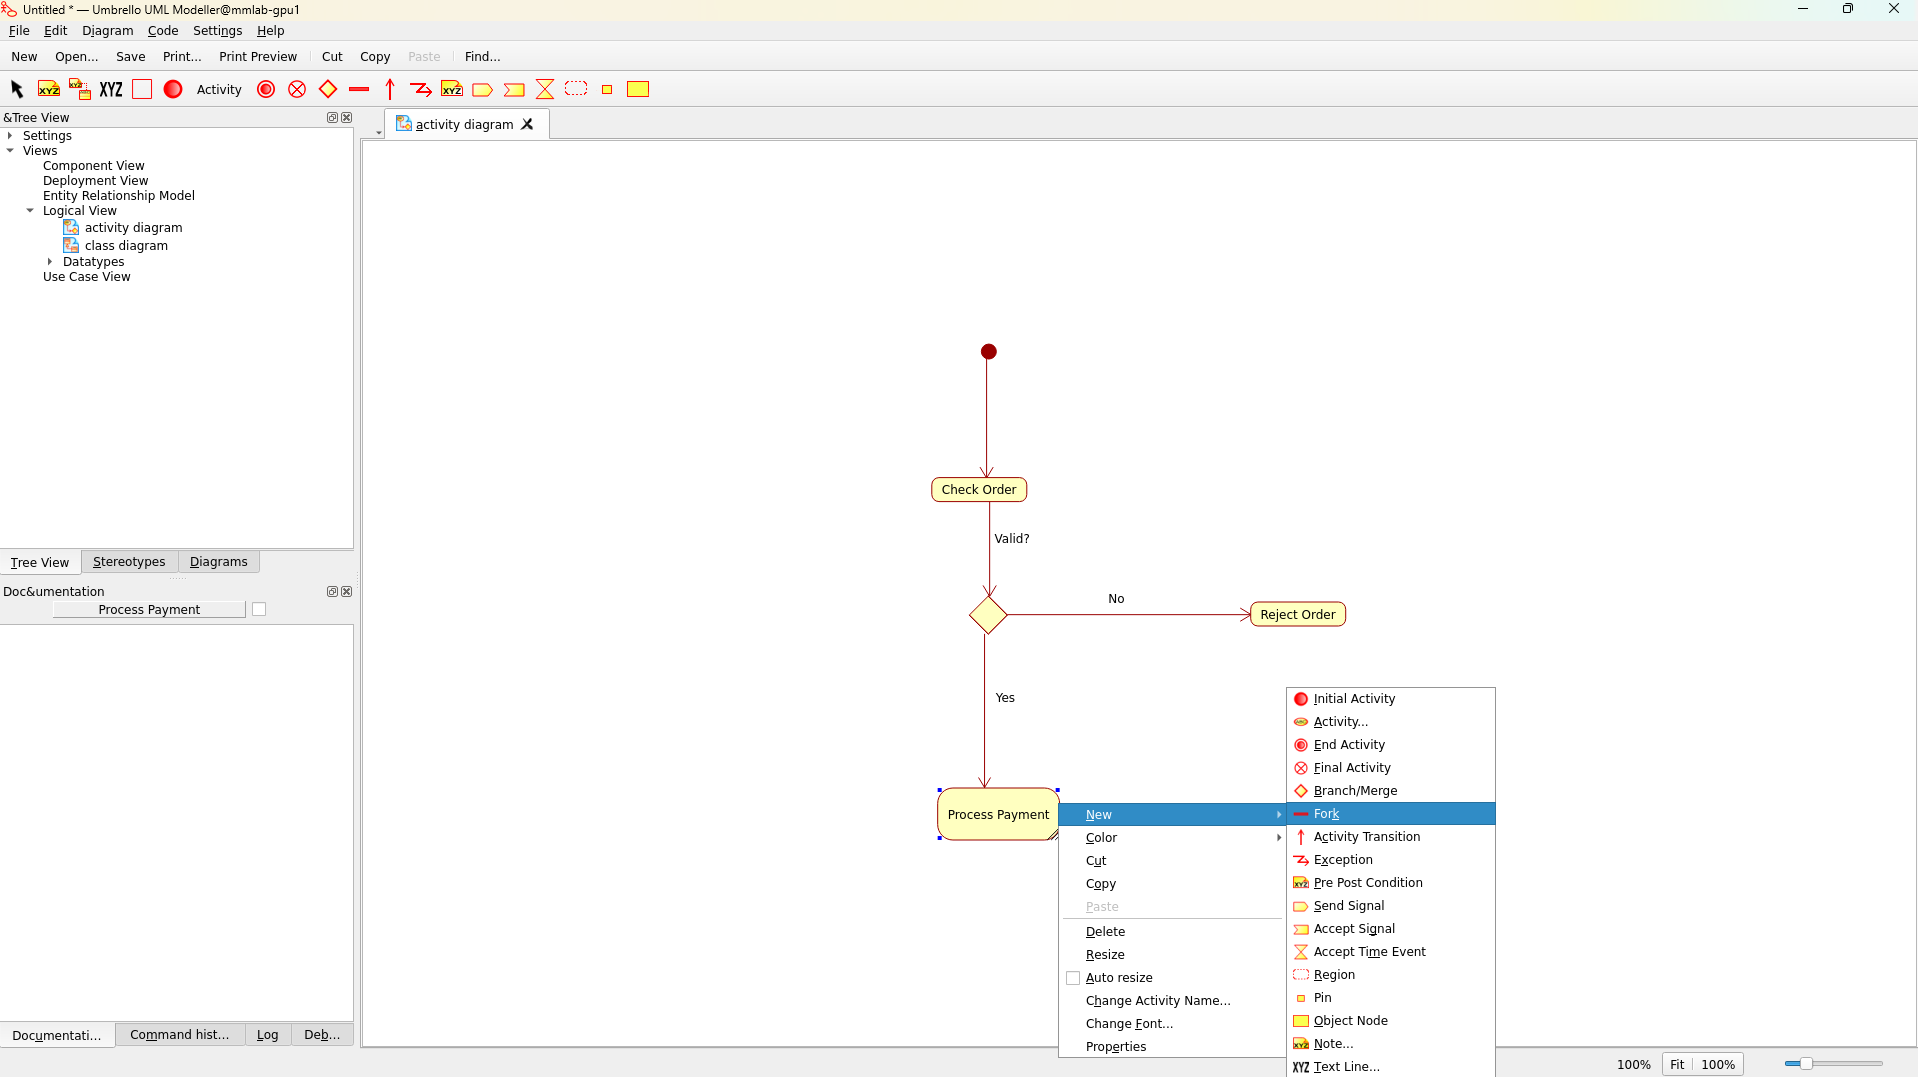 Untitled * — Umbrello UML Modeller@mmlab-gpu1
File Edit Diagram Code Settings Help
New Open... Save Print... Print Preview Cut Copy Paste Find...
XYZ XYZ XYZ Activity XYZ
&Tree View
activity diagram
Settings
Views
Component View
Deployment View
Entity Relationship Model
Logical View
activity diagram
class diagram
Datatypes
Use Case View
Tree View Stereotypes Diagrams
Doc&umentation
Process Payment
Check Order
Valid?
No
Reject Order
Yes
Process Payment
New
Color
Cut
Copy
Paste
Delete
Resize
Auto resize
Change Activity Name...
Change Font...
Properties
Initial Activity
Activity...
End Activity
Final Activity
Branch/Merge
Fork
Activity Transition
Exception
XYZ Pre Post Condition
Send Signal
Accept Signal
Accept Time Event
Region
Pin
Object Node
XYZ Note...
XYZ Text Line...
Documentati... Command hist... Log Deb...
100% Fit 100%